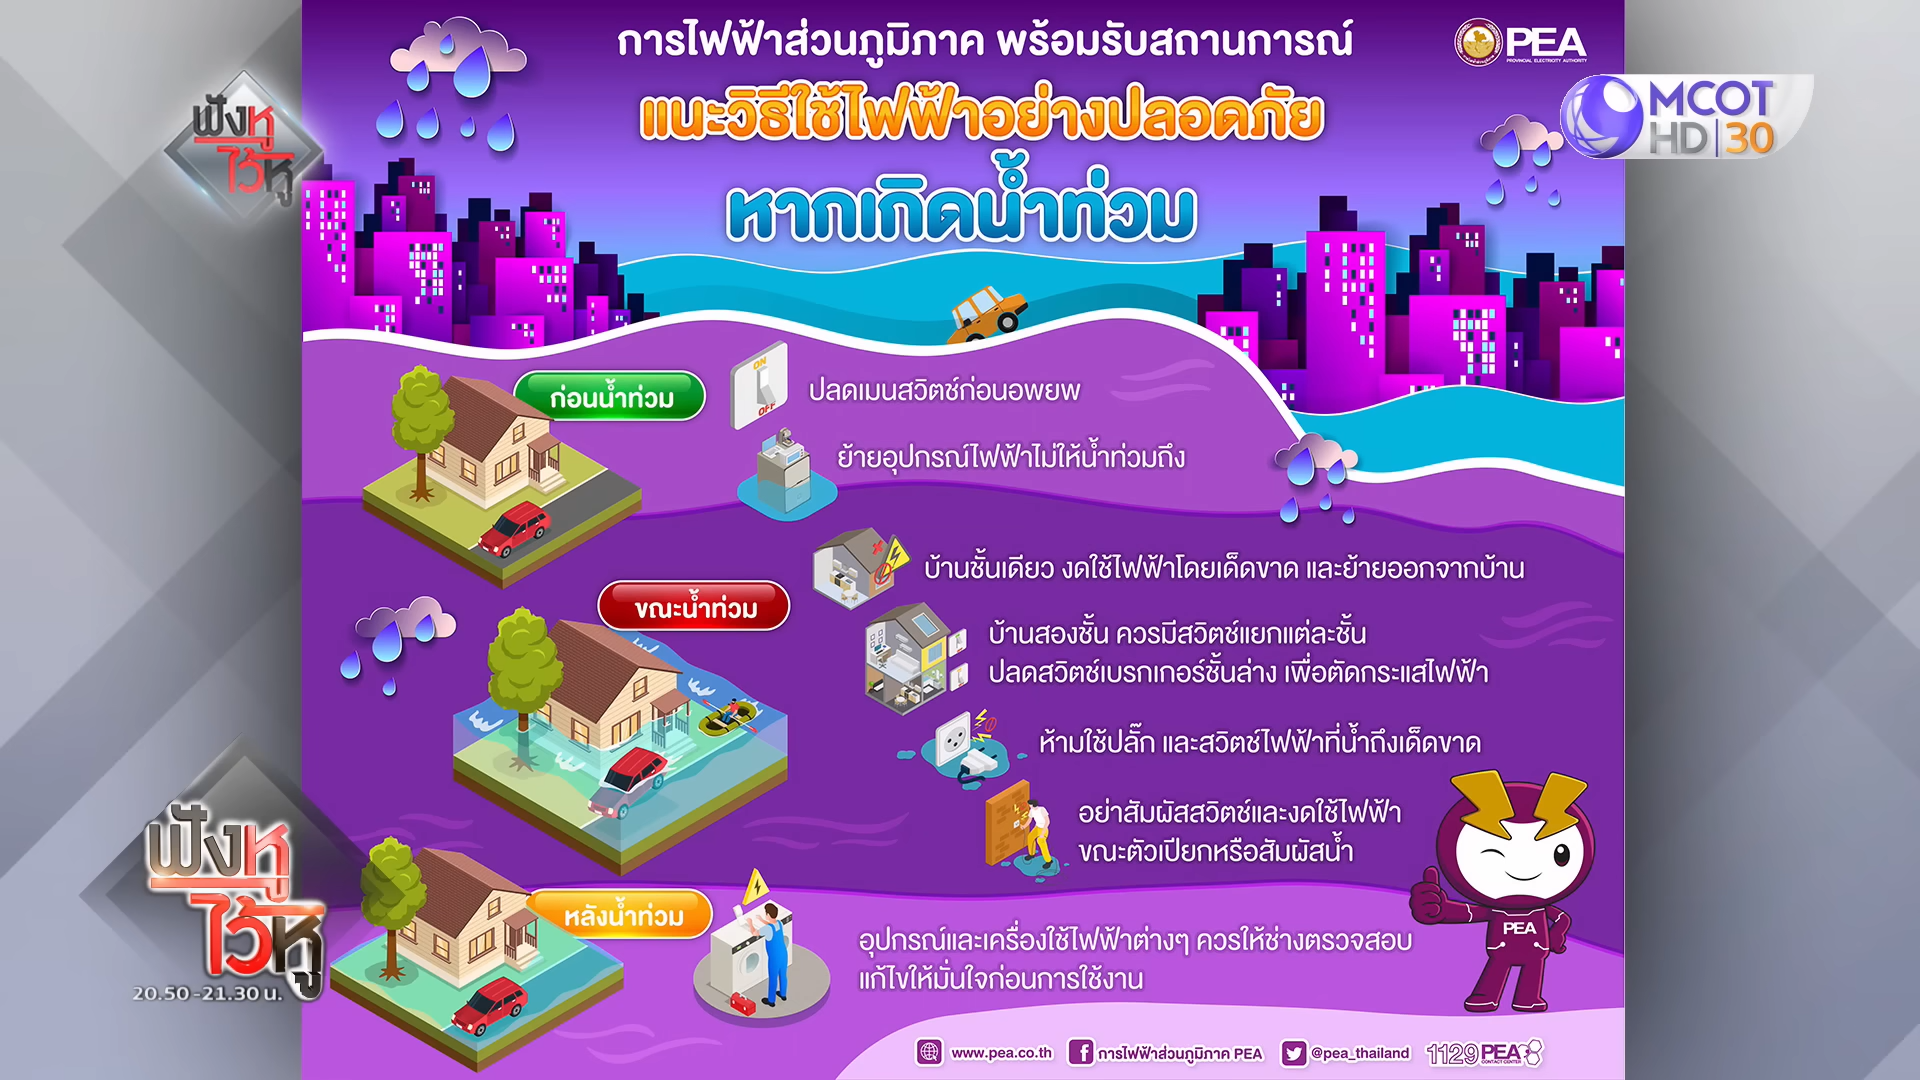 การไฟฟ้าส่วนภูมิภาค พร้อมรับสถานการณ์
แนะวิธีใช้ไฟฟ้าอย่างปลอดภัย
หากเกิดน้ำท่วม
PEA
PROVINCIAL ELECTRICITY AUTHORITY
MCOT
HD 30
ฟังหู
ไว้หู
ก่อนน้ำท่วม
ON
OFF
ปลดเมนสวิตช์ก่อนอพยพ
ย้ายอุปกรณ์ไฟฟ้าไม่ให้น้ำท่วมถึง
ขณะน้ำท่วม
บ้านชั้นเดียว งดใช้ไฟฟ้าโดยเด็ดขาด และย้ายออกจากบ้าน
บ้านสองชั้น ควรมีสวิตช์แยกแต่ละชั้น
ปลดสวิตช์เบรกเกอร์ชั้นล่าง เพื่อตัดกระแสไฟฟ้า
ห้ามใช้ปลั๊ก และสวิตช์ไฟฟ้าที่น้ำถึงเด็ดขาด
อย่าสัมผัสสวิตช์และงดใช้ไฟฟ้า
ขณะตัวเปียกหรือสัมผัสน้ำ
หลังน้ำท่วม
อุปกรณ์และเครื่องใช้ไฟฟ้าต่างๆ ควรให้ช่างตรวจสอบ
แก้ไขให้มั่นใจก่อนการใช้งาน
PEA
ฟังหู
ไว้หู
20.50 -21.30 น.
www.pea.co.th
การไฟฟ้าส่วนภูมิภาค PEA
@pea_thailand
1129 PEA
CONTACT CENTER